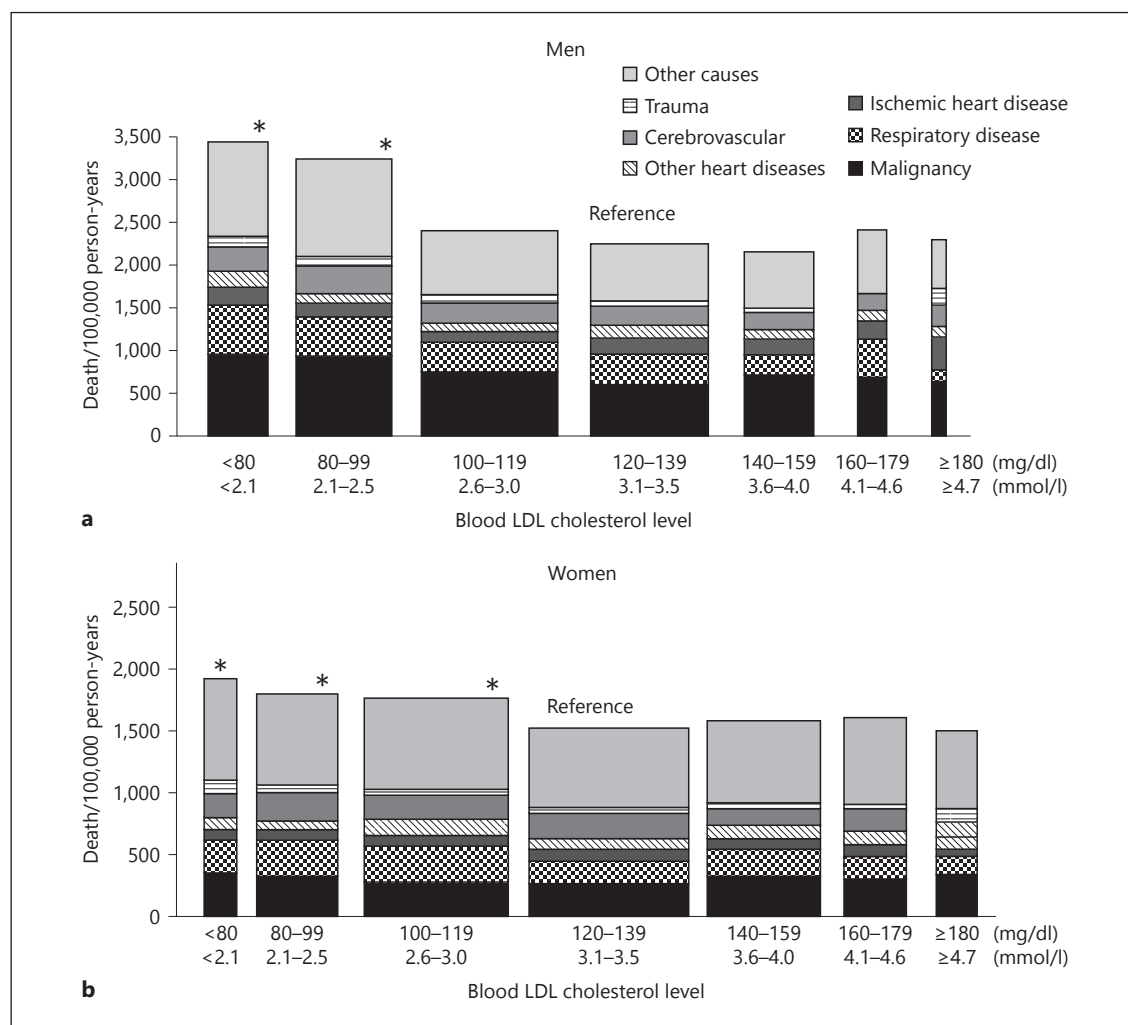 Men
Other causes
Trauma
Cerebrovascular
Other heart diseases
Ischemic heart disease
Respiratory disease
Malignancy
Death/100,000 person-years
3,500
3,000
2,500
2,000
1,500
1,000
500
0
*
*
Reference
<80 80–99 100–119 120–139 140–159 160–179 ≥180 (mg/dl)
<2.1 2.1–2.5 2.6–3.0 3.1–3.5 3.6–4.0 4.1–4.6 ≥4.7 (mmol/l)
a Blood LDL cholesterol level
Women
Death/100,000 person-years
2,500
2,000
1,500
1,000
500
0
*
*
*
Reference
<80 80–99 100–119 120–139 140–159 160–179 ≥180 (mg/dl)
<2.1 2.1–2.5 2.6–3.0 3.1–3.5 3.6–4.0 4.1–4.6 ≥4.7 (mmol/l)
b Blood LDL cholesterol level